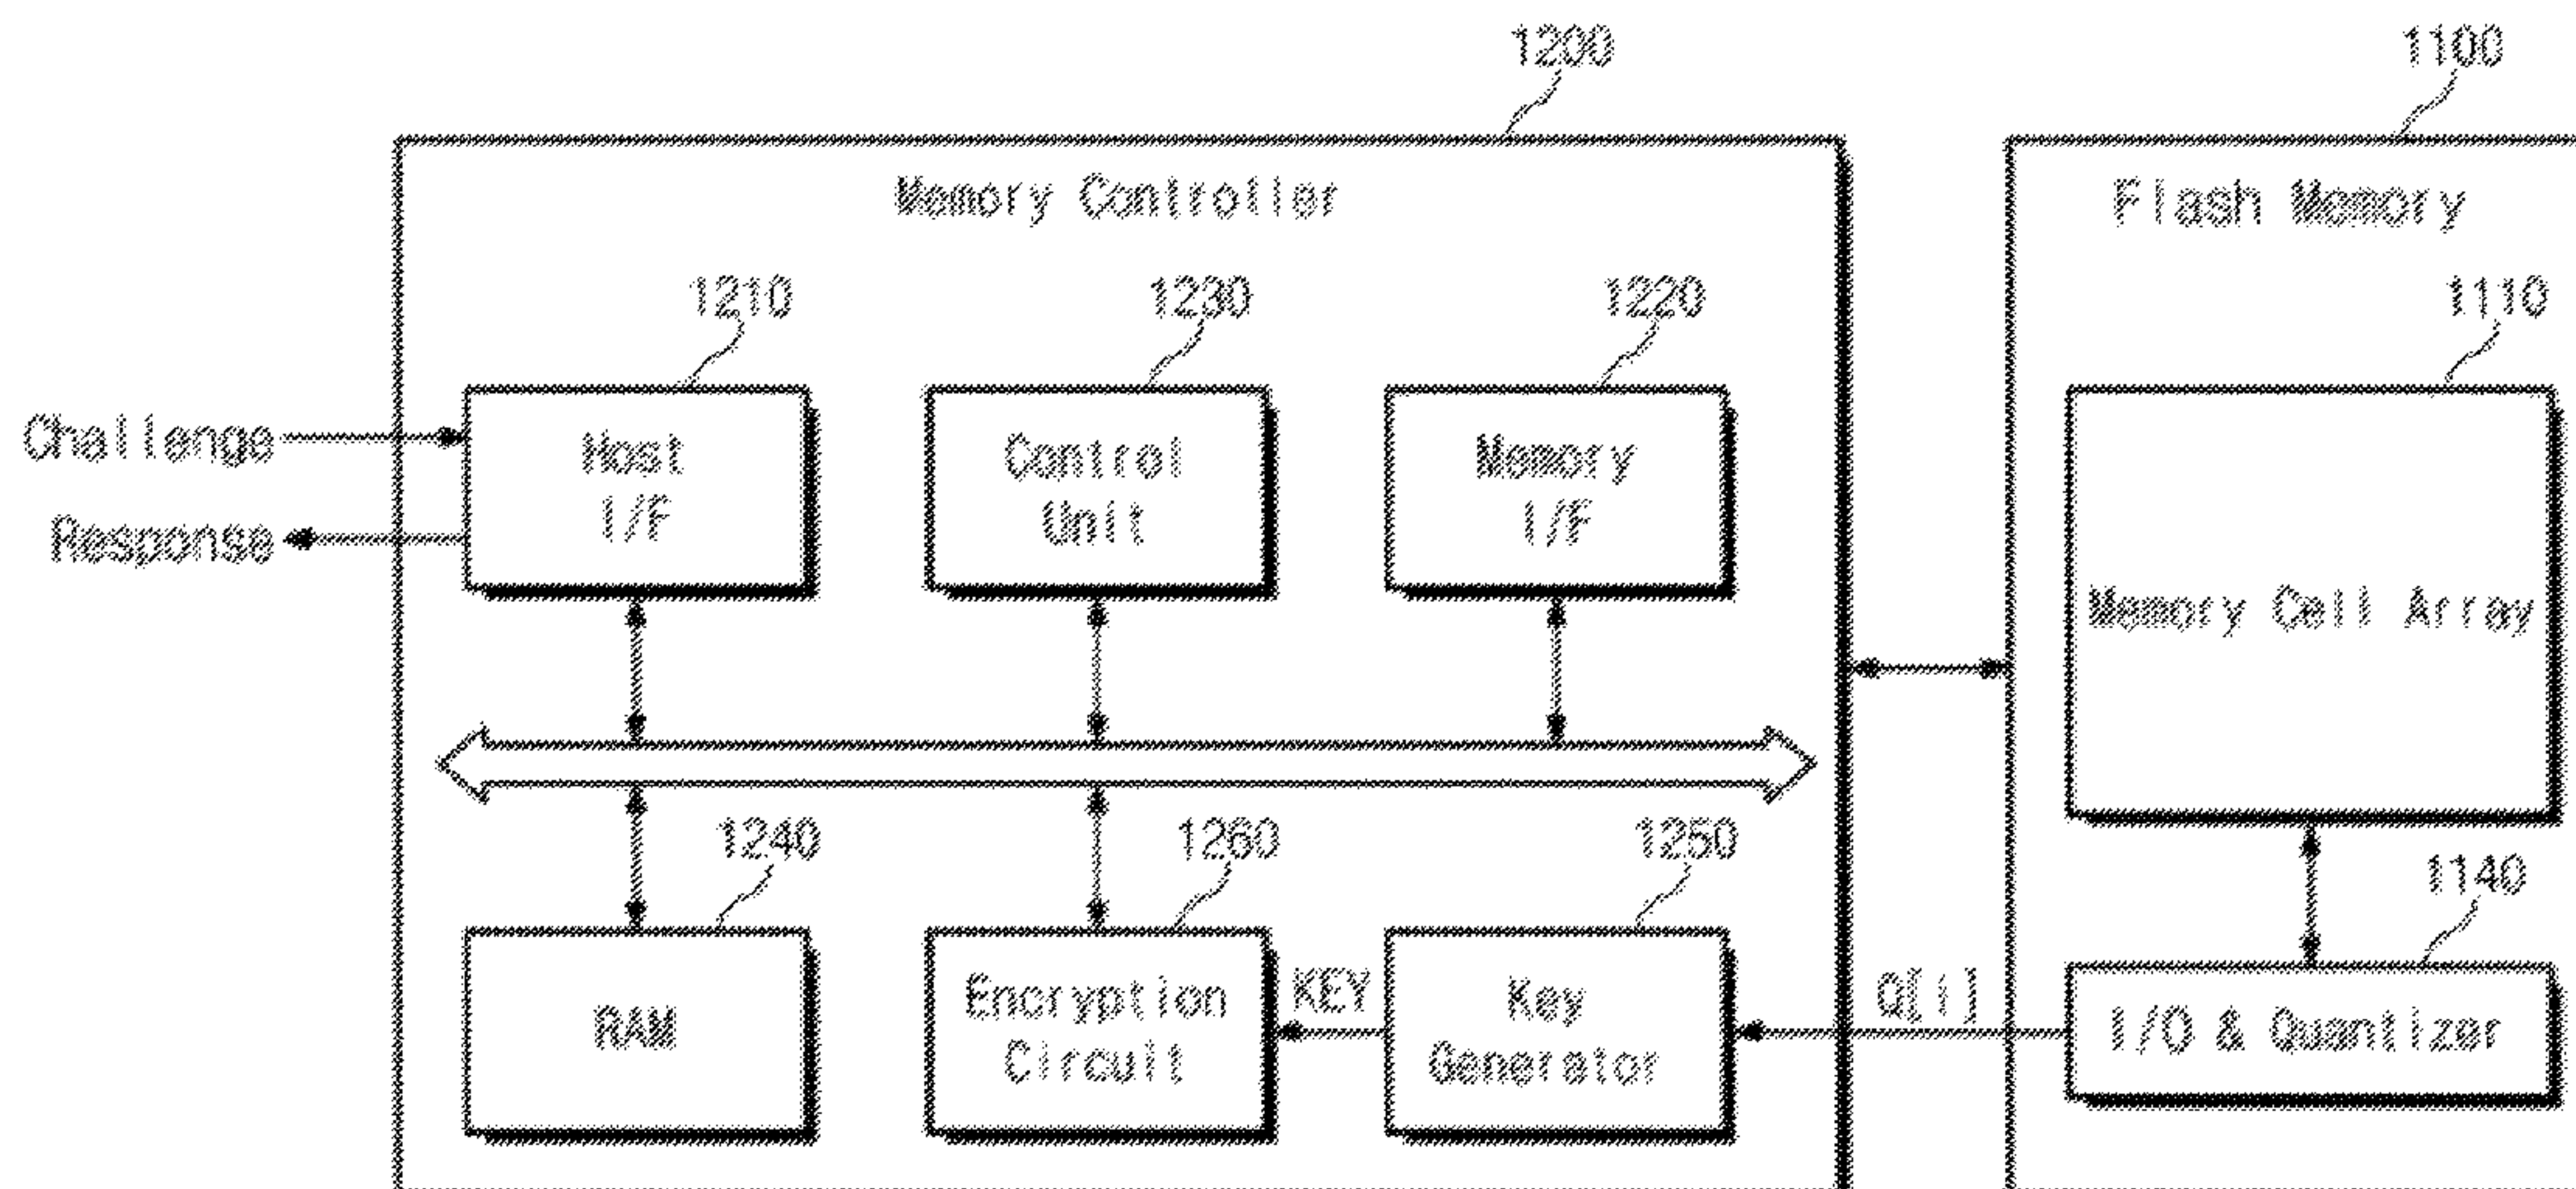 1200
1100
Memory Controller
Flash Memory
1210
1230
1220
1110
Challenge
Response
Host
I/F
Control
Unit
Memory
I/F
Memory Cell Array
1240
1260
1250
1140
RAM
Encryption
Circuit
KEY
Key
Generator
Q[i]
I/O & Quantizer